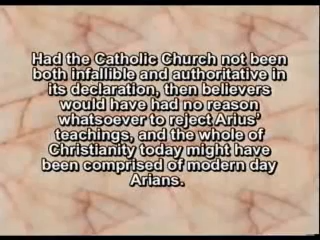 Had the Catholic Church not been
both infallible and authoritative in
its declaration, then believers
would have had no reason
whatsoever to reject Arius'
teachings, and the whole of
Christianity today might have
been comprised of modern day
Arians.